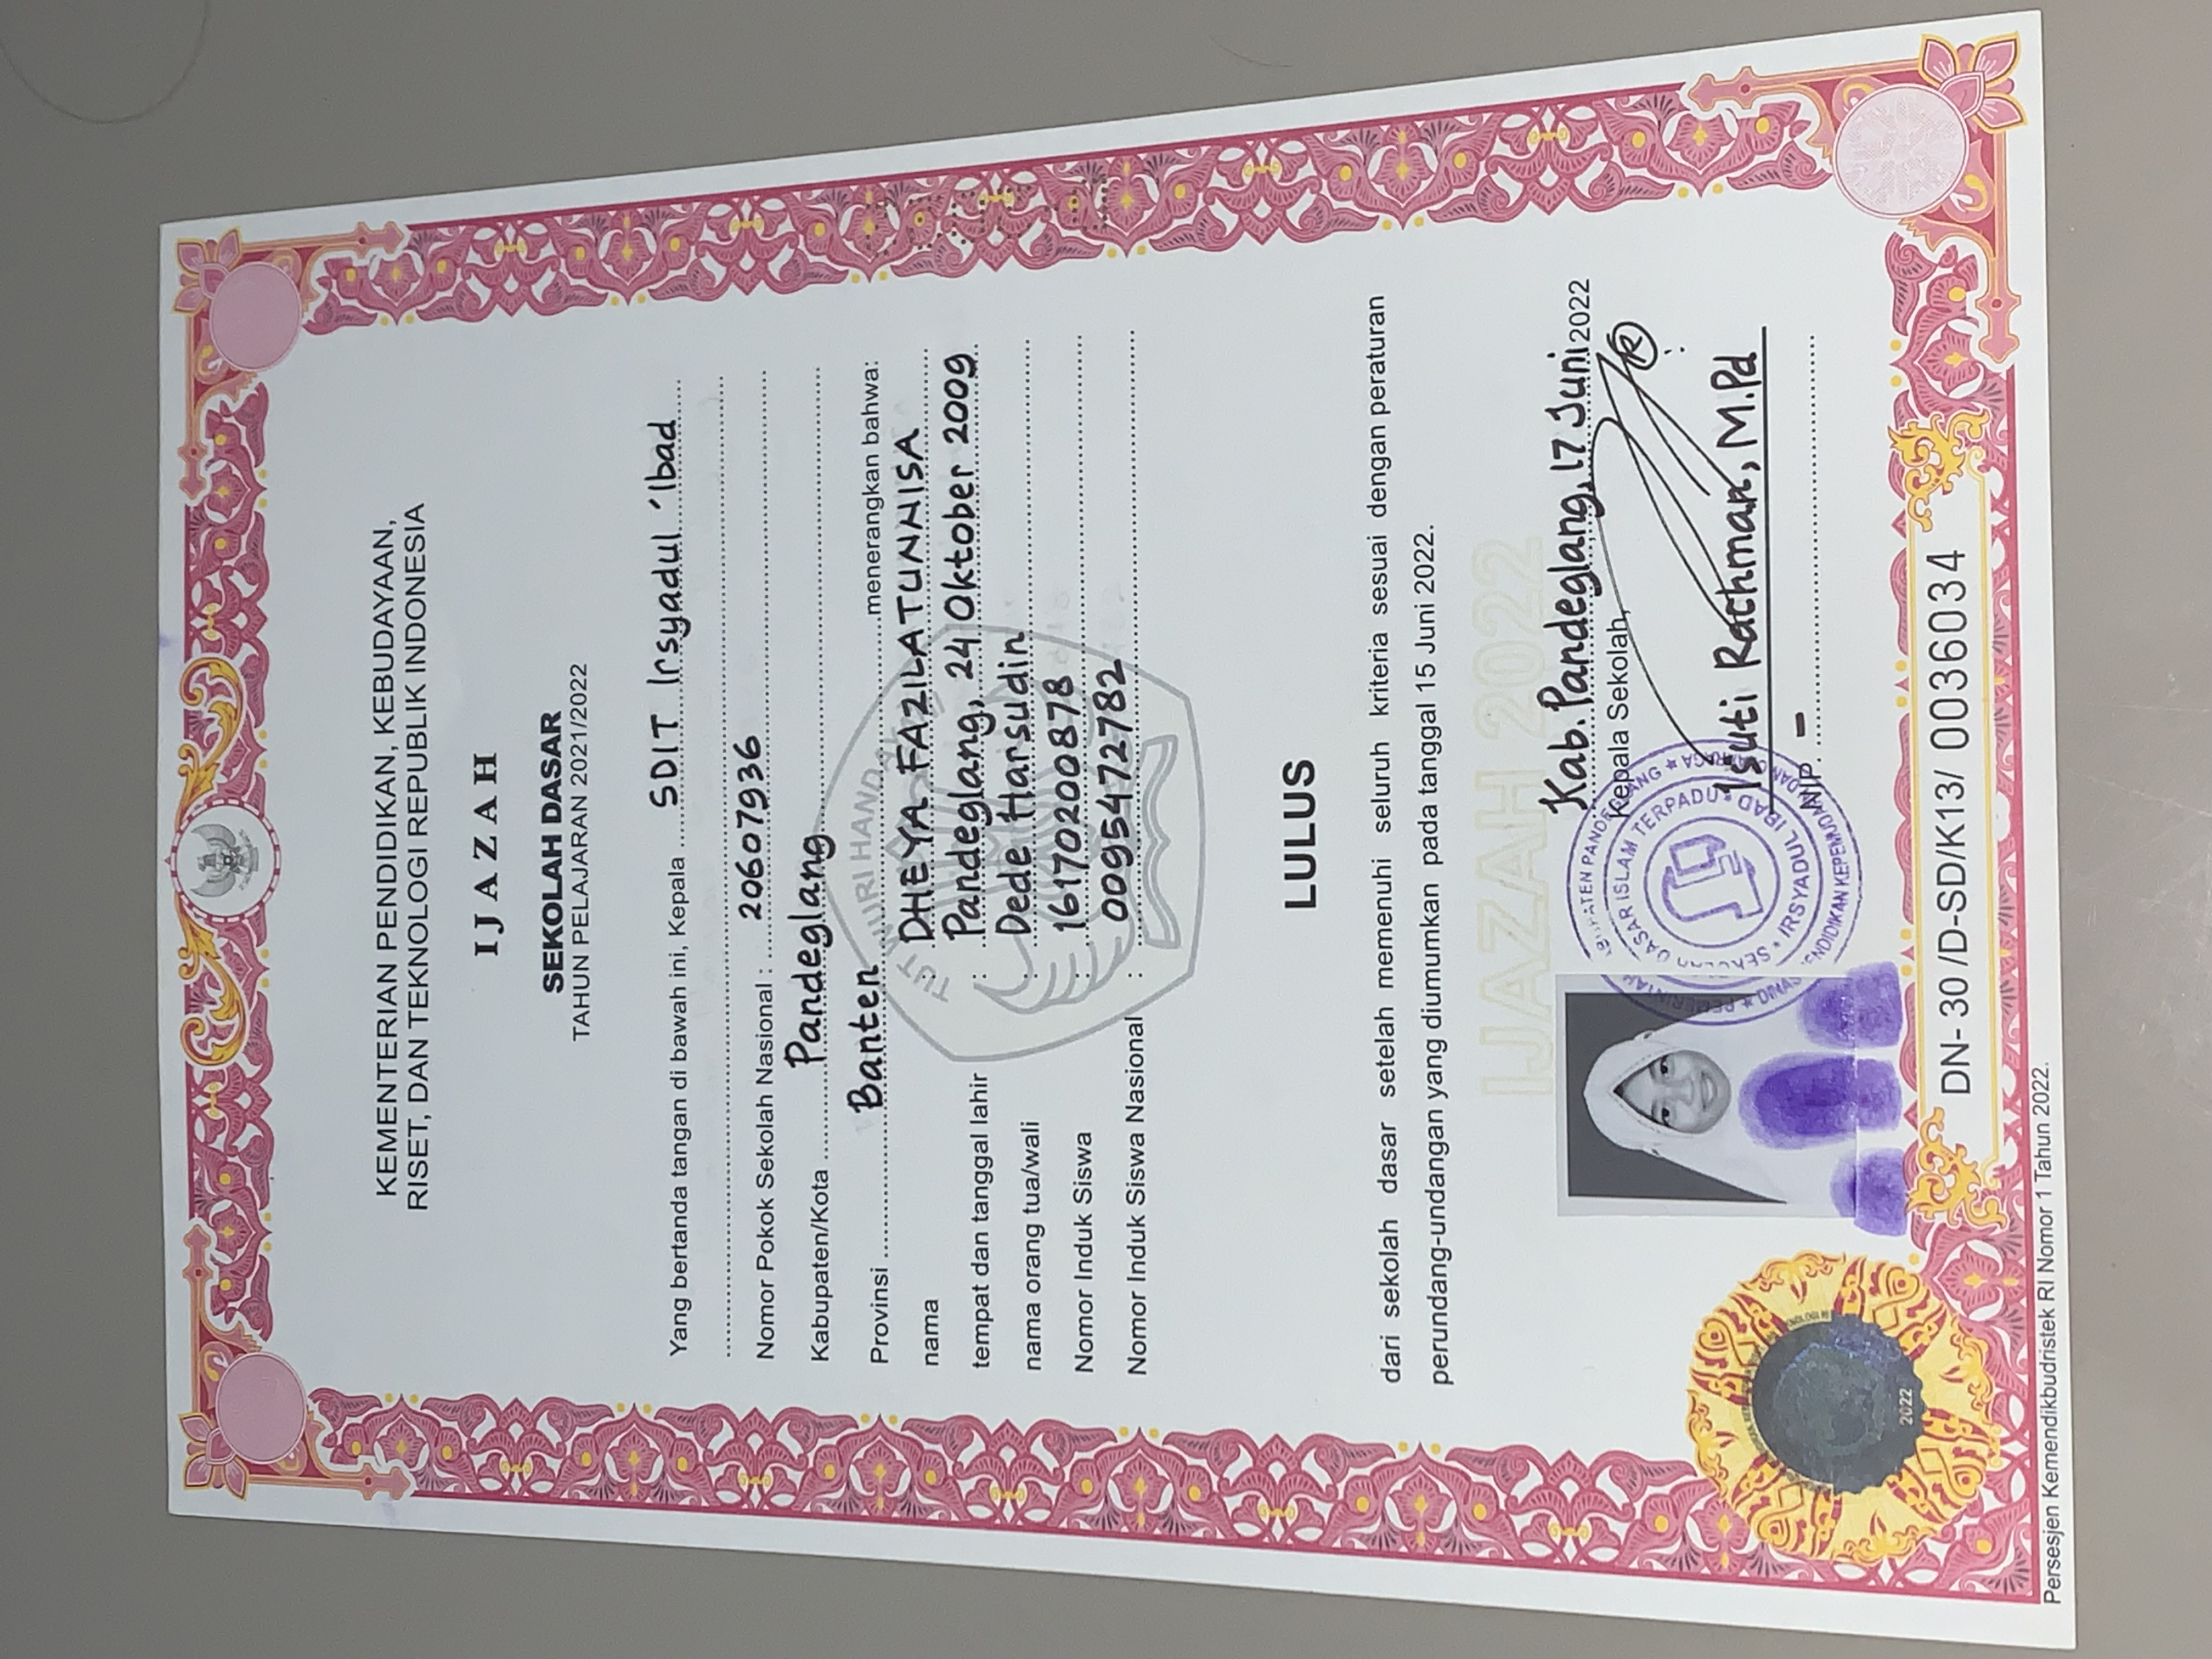 KEMENTERIAN PENDIDIKAN, KEBUDAYAAN,
RISET, DAN TEKNOLOGI REPUBLIK INDONESIA
IJAZAH
SEKOLAH DASAR
TAHUN PELAJARAN 2021/2022
Yang bertanda tangan di bawah ini, Kepala SDIT Irsyadul 'Ibad
Nomor Pokok Sekolah Nasional : 20607936
Kabupaten/Kota Pandeglang
Provinsi Banten menerangkan bahwa:
TUT WURI HANDAYANI
nama : DHEYA FAZILATUNNISA
tempat dan tanggal lahir : Pandeglang, 24 Oktober 2009
nama orang tua/wali : Dede Harsudin
Nomor Induk Siswa : 16170200878
Nomor Induk Siswa Nasional : 0095472782
LULUS
dari sekolah dasar setelah memenuhi seluruh kriteria sesuai dengan peraturan
perundang-undangan yang diumumkan pada tanggal 15 Juni 2022.
IJAZAH 2022
Kab. Pandeglang, 17 Juni 2022
Kepala Sekolah,
SEKOLAH DASAR ISLAM TERPADU
IRSYADUL IBAD
Isuti Rachman, M.Pd
NIP. -
2022
DN- 30 /D-SD/K13/ 0036034
Persesjen Kemendikbudristek RI Nomor 1 Tahun 2022.